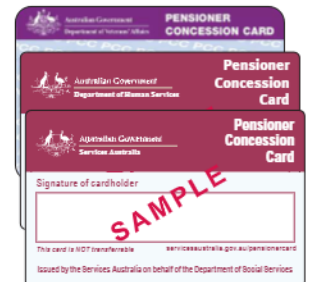 Australian Government
Department of Veterans' Affairs
PENSIONER
CONCESSION CARD
Australian Government
Department of Human Services
Pensioner
Concession
Card
Australian Government
Services Australia
Pensioner
Concession
Card
Signature of cardholder
SAMPLE
This card is NOT transferrable
servicesaustralia.gov.au/pensionercard
Issued by the Services Australia on behalf of the Department of Social Services